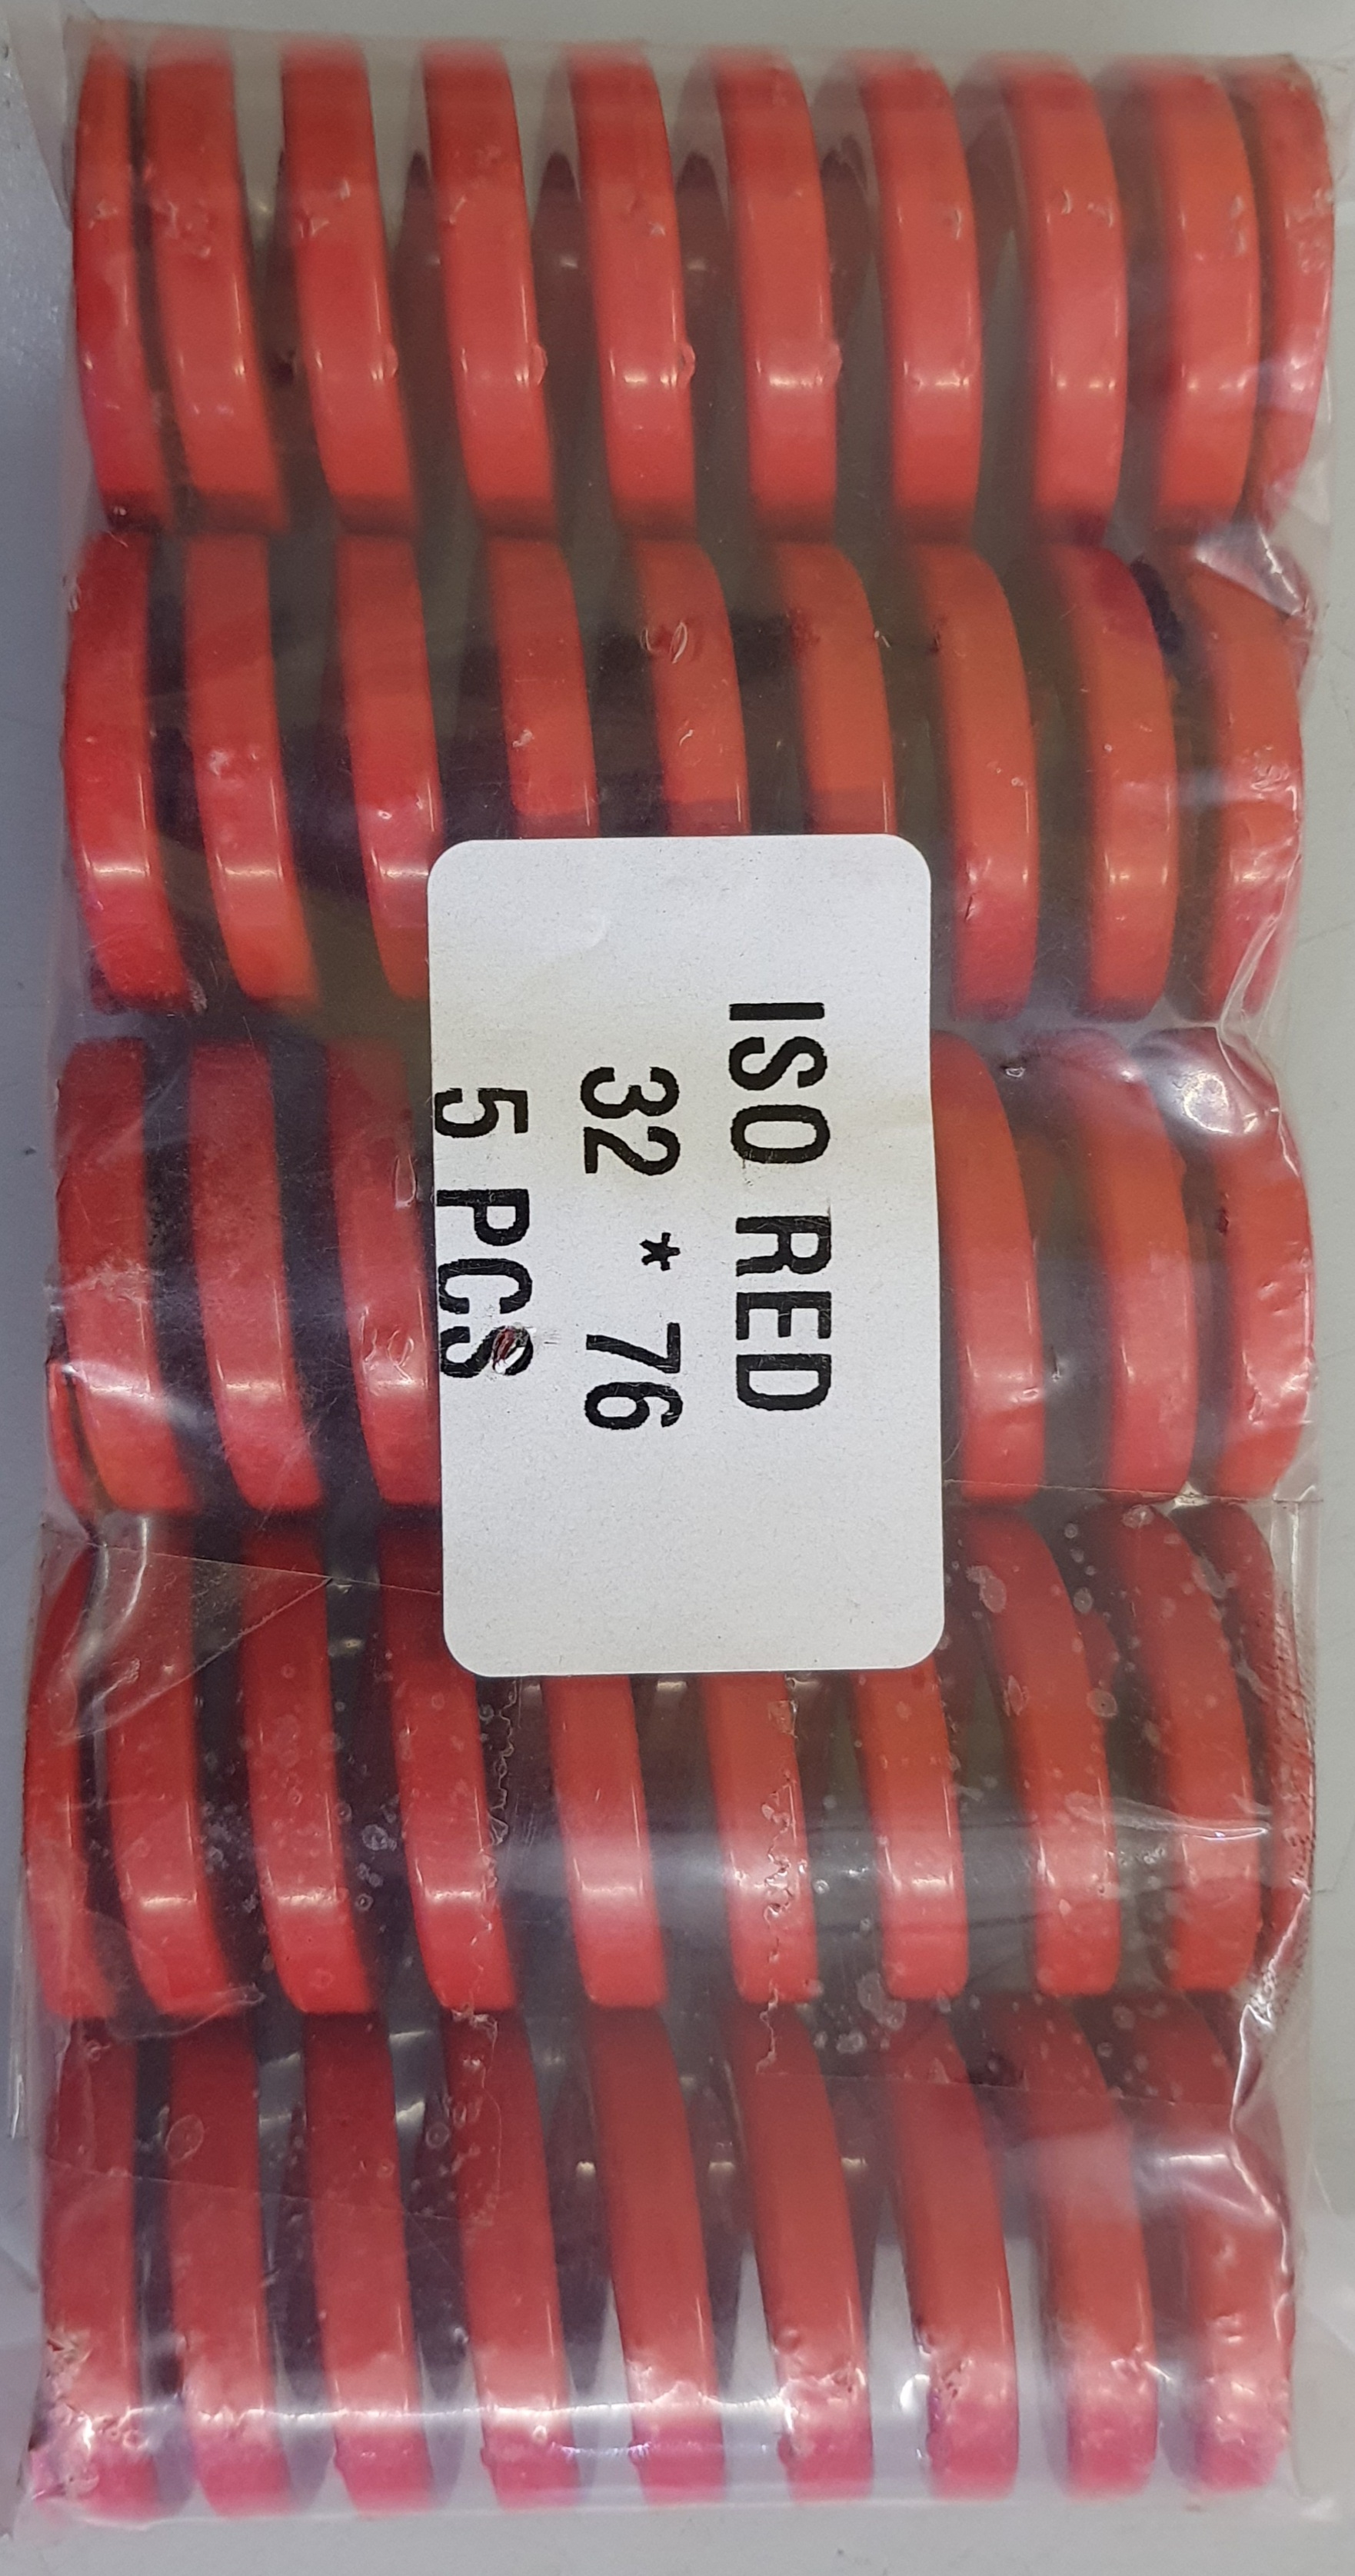 ISO RED
32 * 76
5 PCS